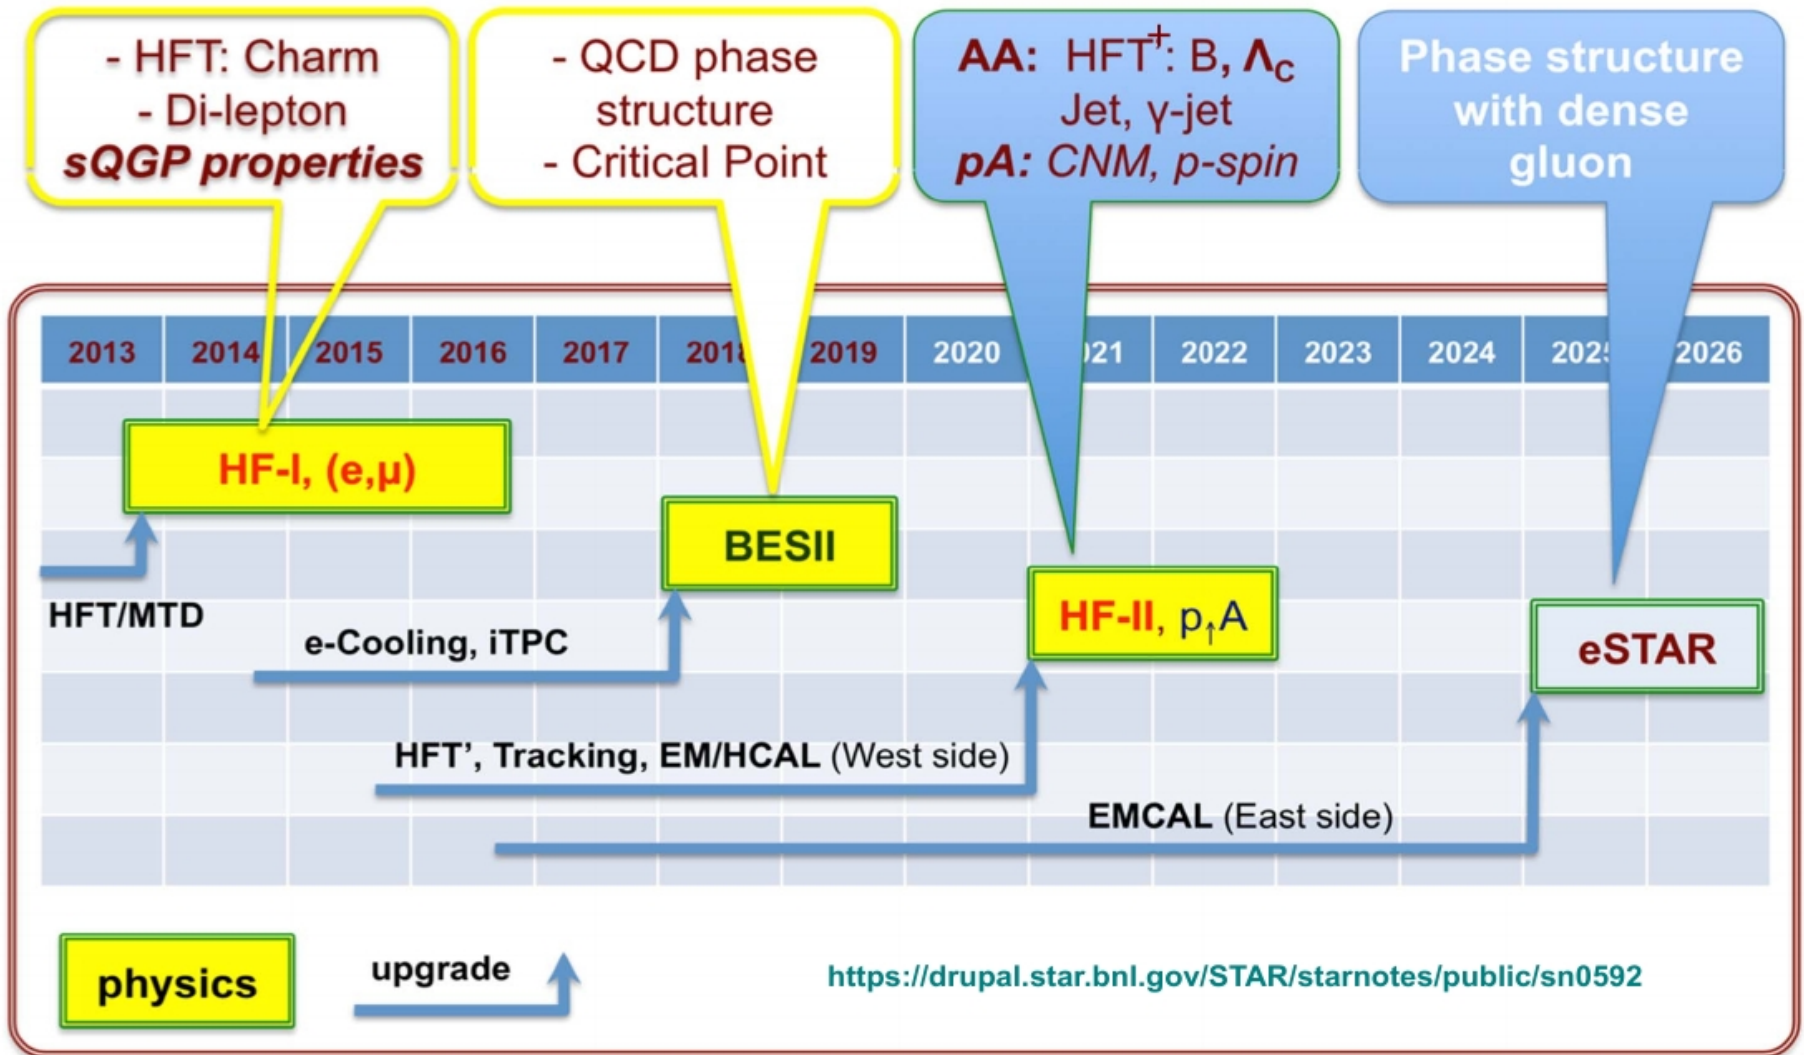 - HFT: Charm
- Di-lepton
sQGP properties
- QCD phase
structure
- Critical Point
AA: HFT⁺: B, Λc
Jet, γ-jet
pA: CNM, p-spin
Phase structure
with dense
gluon
2013 2014 2015 2016 2017 2018 2019 2020 021 2022 2023 2024 2025 2026
HF-I, (e,μ)
BESII
HFT/MTD
HF-II, p↑A
e-Cooling, iTPC
eSTAR
HFT’, Tracking, EM/HCAL (West side)
EMCAL (East side)
physics
upgrade
https://drupal.star.bnl.gov/STAR/starnotes/public/sn0592